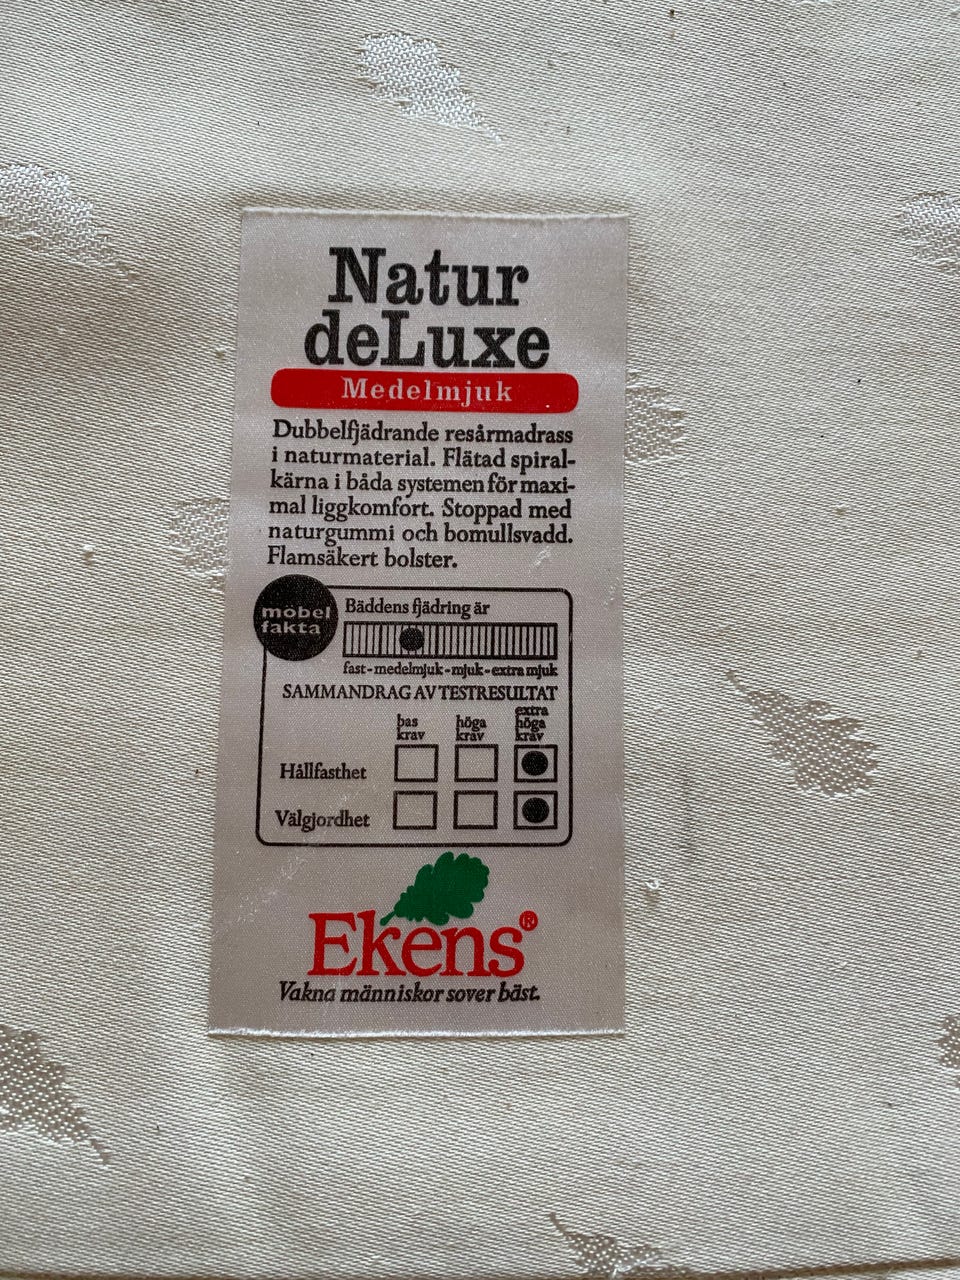 Natur
deLuxe
Medelmjuk
Dubbelfjädrande resårmadrass
i naturmaterial. Flätad spiral-
kärna i båda systemen för maxi-
mal liggkomfort. Stoppad med
naturgummi och bomullsvadd.
Flamsäkert bolster.
möbel
fakta
Bäddens fjädring är
fast-medelmjuk-mjuk-extra mjuk
SAMMANDRAG AV TESTRESULTAT
bas
krav
höga
krav
extra
höga
krav
Hållfasthet
Välgjordhet
Ekens®
Vakna människor sover bäst.